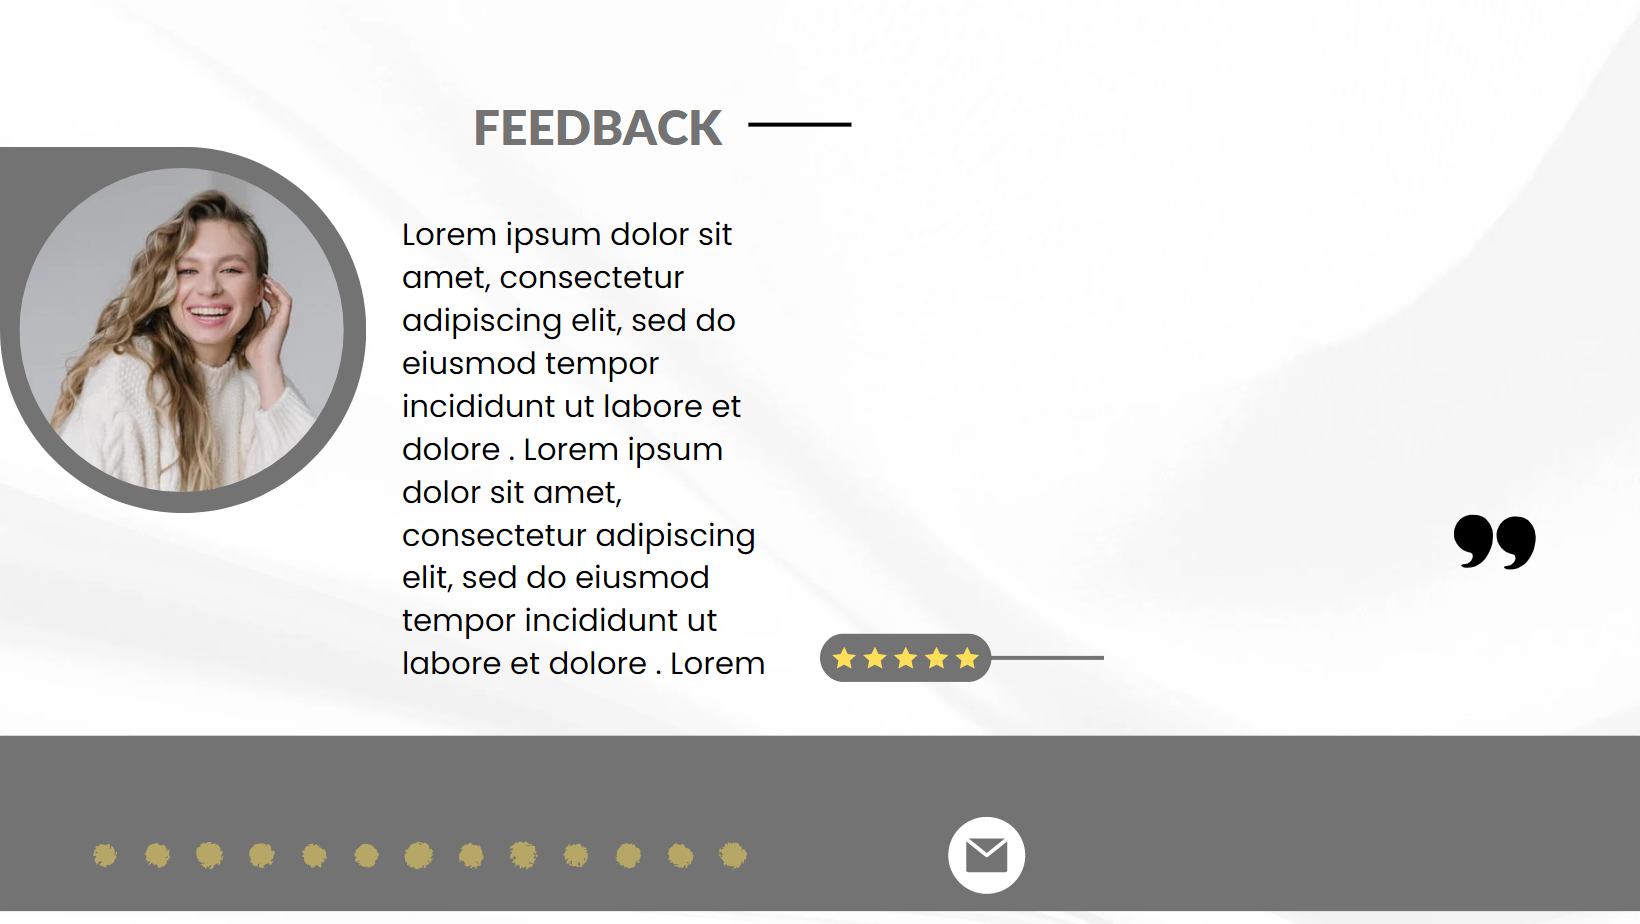 FEEDBACK
Lorem ipsum dolor sit
amet, consectetur
adipiscing elit, sed do
eiusmod tempor
incididunt ut labore et
dolore . Lorem ipsum
dolor sit amet,
consectetur adipiscing
elit, sed do eiusmod
tempor incididunt ut
labore et dolore . Lorem